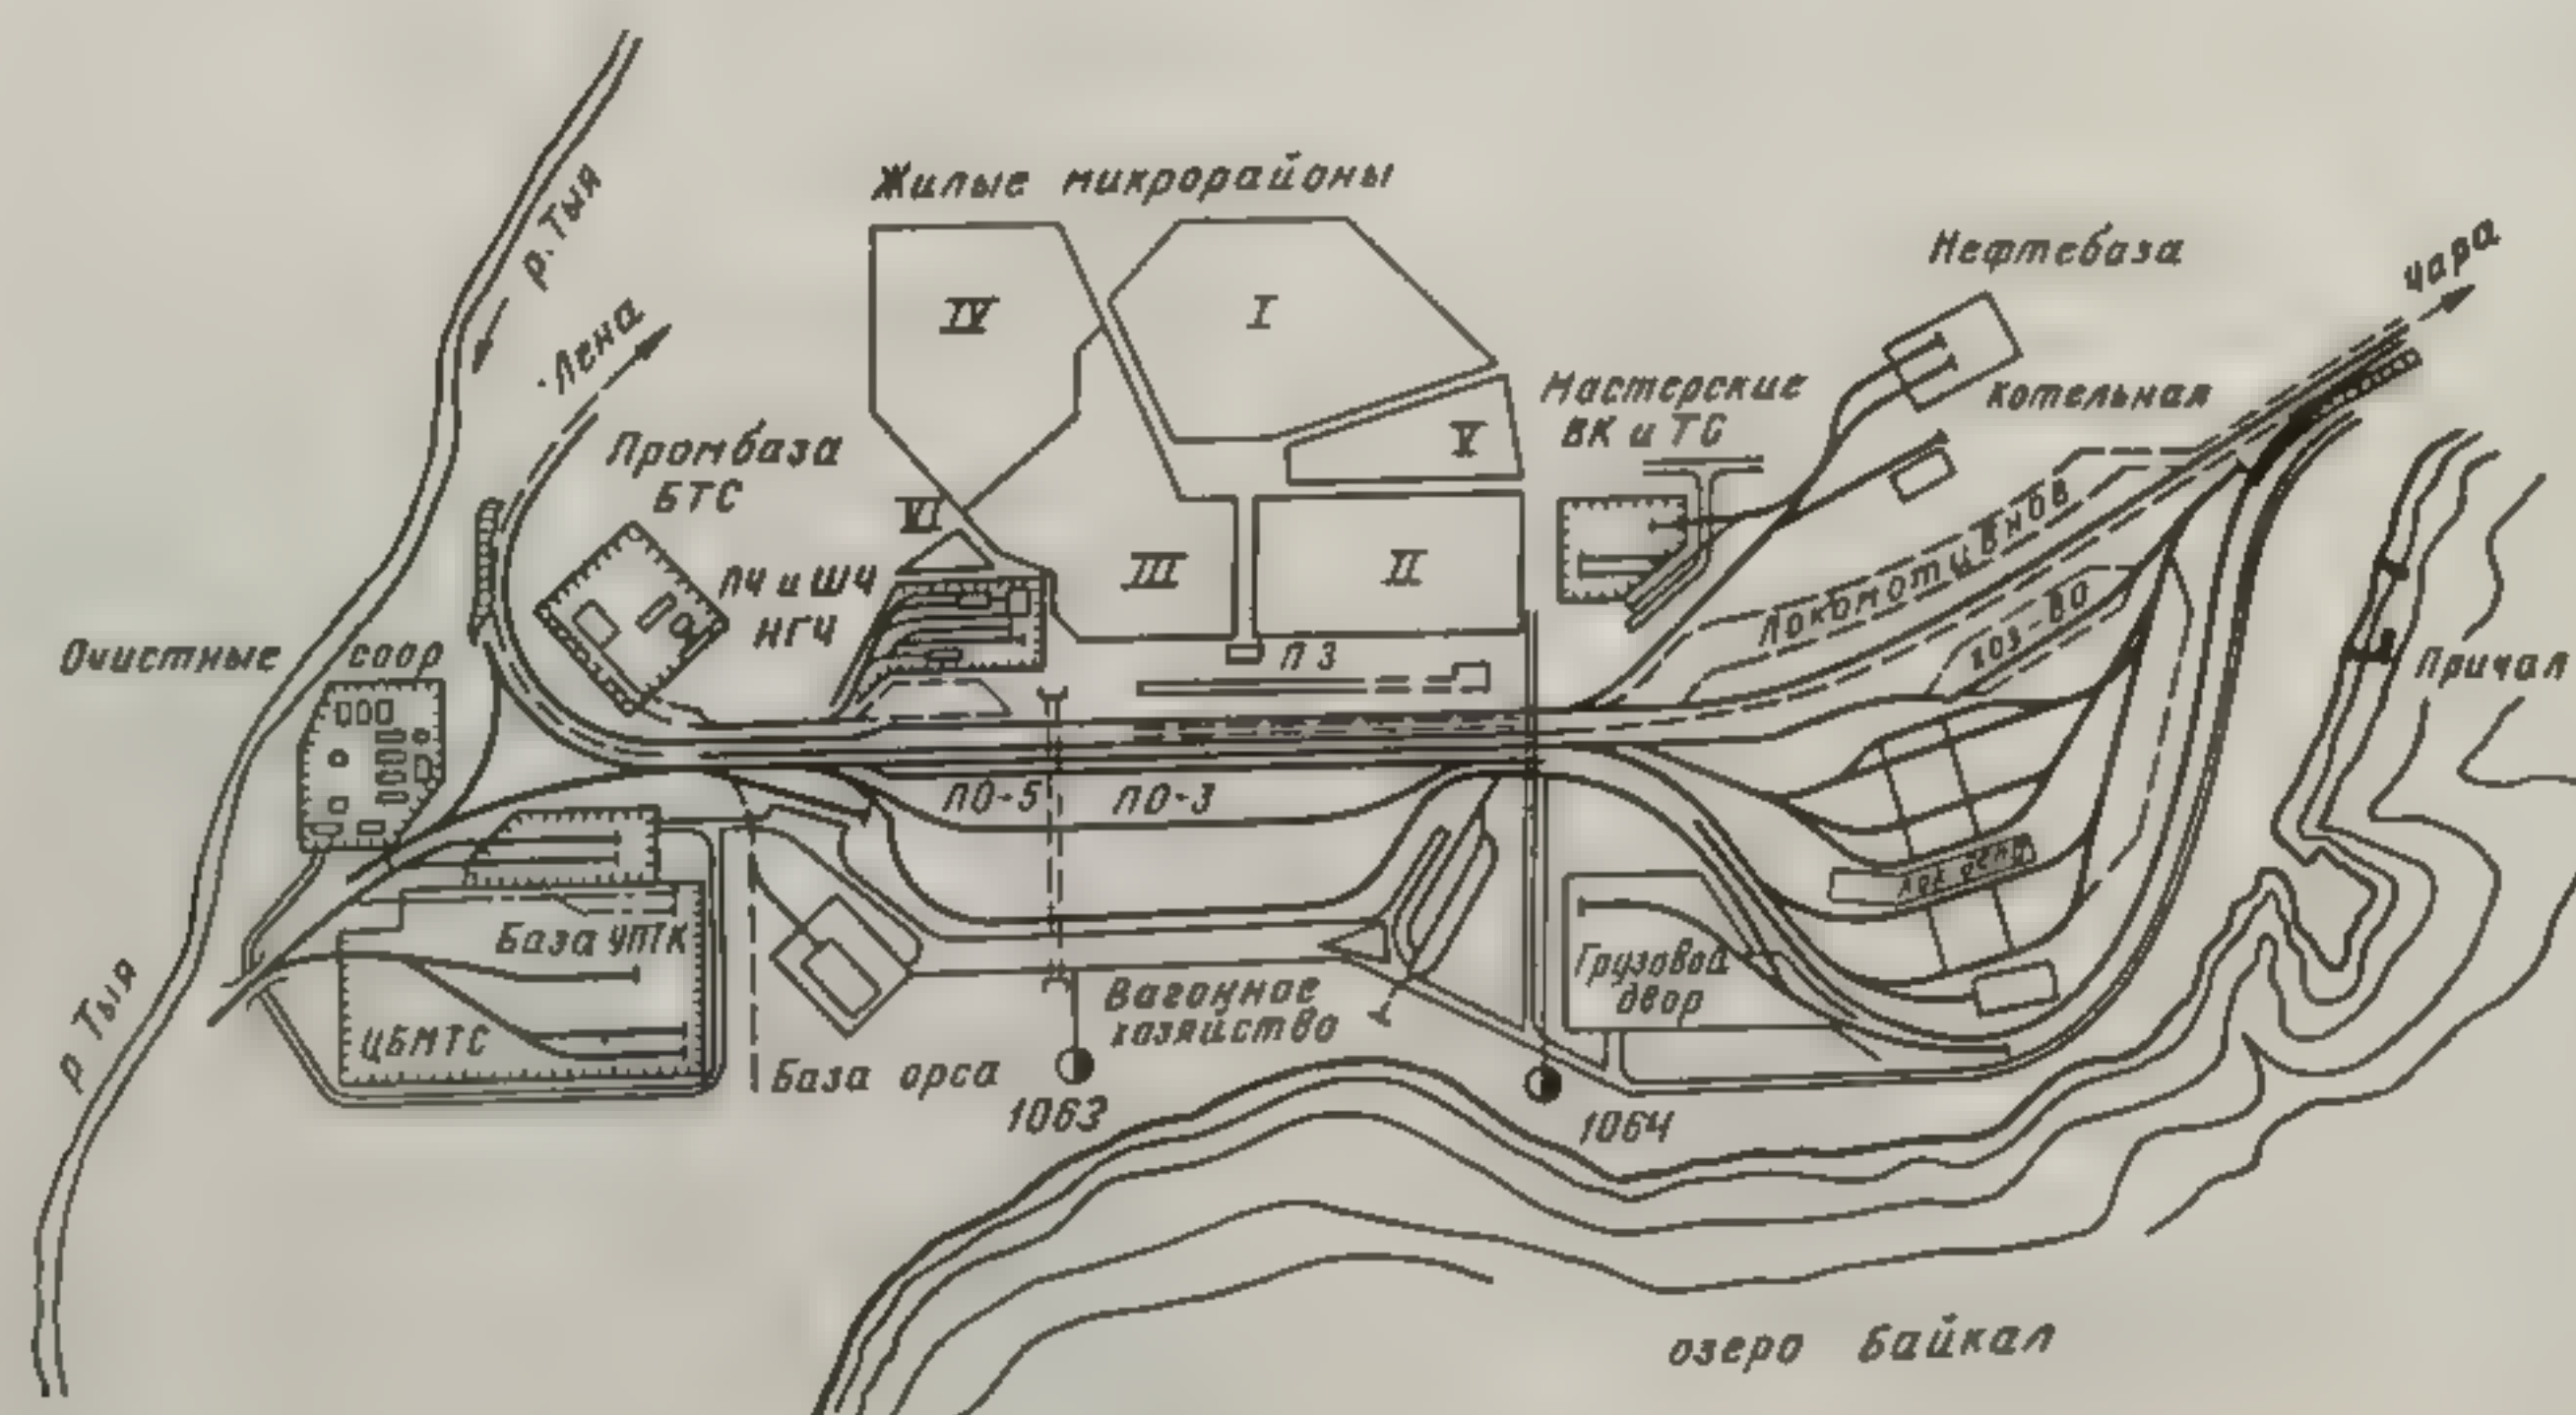 р. Тыя
Лена
Жилые микрорайоны
IV
I
V
VI
III
II
Нефтебаза
Чара
Котельная
Мастерские
ВК и ТС
Промбаза
БТС
ПЧ и ШЧ
НГЧ
Очистные соор
ПЗ
Локомотивное
хоз-во
Причал
ПО-5
ПО-3
База УПТК
ЦБМТС
р Тыя
База орса
1063
Вагонное
хозяйство
Грузовой
двор
1064
озеро Байкал